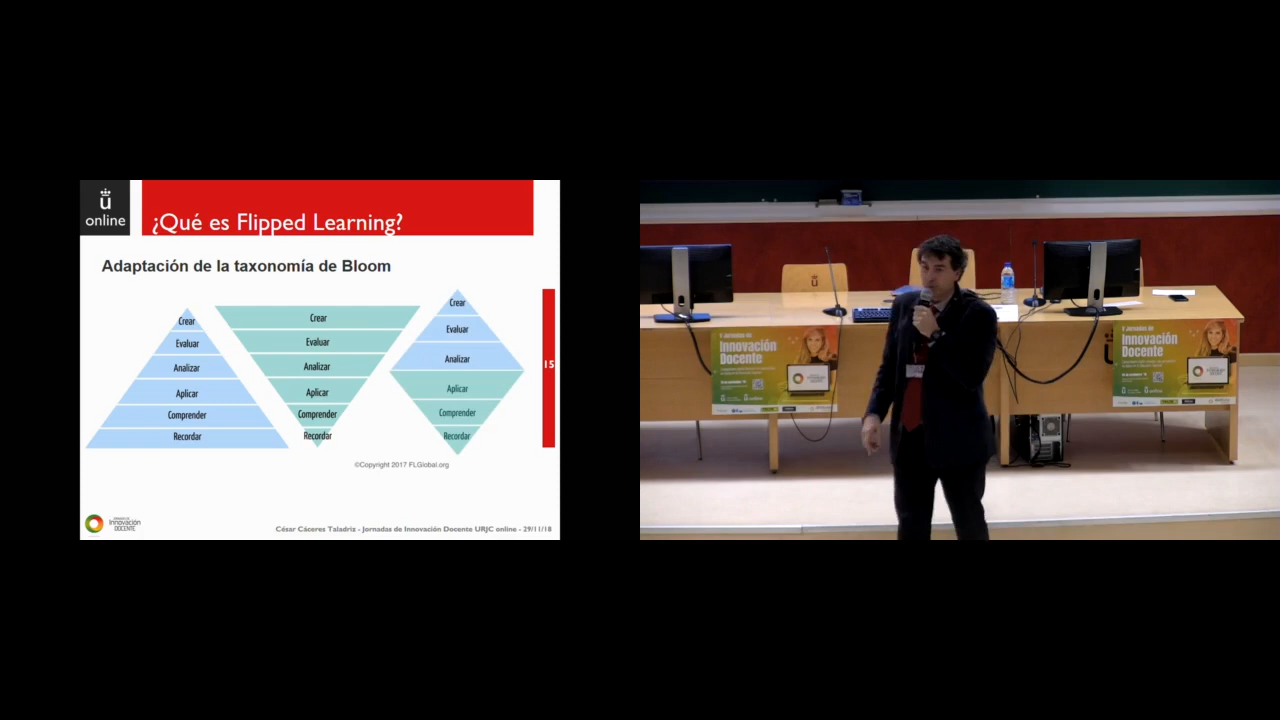 ü
online
¿Qué es Flipped Learning?
Adaptación de la taxonomía de Bloom
Crear
Evaluar
Analizar
Aplicar
Comprender
Recordar
Crear
Evaluar
Analizar
Aplicar
Comprender
Recordar
Crear
Evaluar
Analizar
Aplicar
Comprender
Recordar
15
©Copyright 2017 FLGlobal.org
Innovación
DOCENTE
César Cáceres Taladriz - Jornadas de Innovación Docente URJC online - 29/11/18
Innovación
Docente
Innovación
Docente